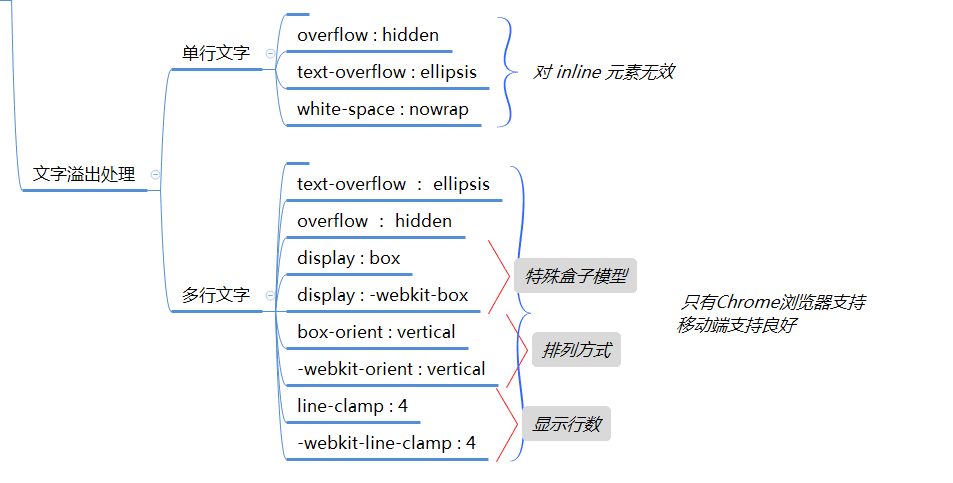 文字溢出处理
单行文字
overflow : hidden
text-overflow : ellipsis
white-space : nowrap
对 inline 元素无效
多行文字
text-overflow ： ellipsis
overflow ： hidden
display : box
display : -webkit-box
特殊盒子模型
box-orient : vertical
-webkit-orient : vertical
排列方式
line-clamp : 4
-webkit-line-clamp : 4
显示行数
只有Chrome浏览器支持
移动端支持良好